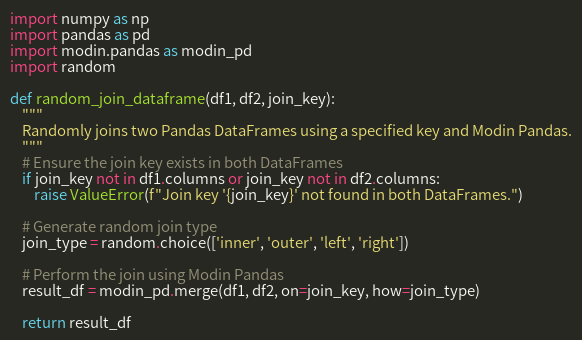 import numpy as np
import pandas as pd
import modin.pandas as modin_pd
import random

def random_join_dataframe(df1, df2, join_key):
    """
    Randomly joins two Pandas DataFrames using a specified key and Modin Pandas.
    """
    # Ensure the join key exists in both DataFrames
    if join_key not in df1.columns or join_key not in df2.columns:
        raise ValueError(f"Join key '{join_key}' not found in both DataFrames.")

    # Generate random join type
    join_type = random.choice(['inner', 'outer', 'left', 'right'])

    # Perform the join using Modin Pandas
    result_df = modin_pd.merge(df1, df2, on=join_key, how=join_type)

    return result_df